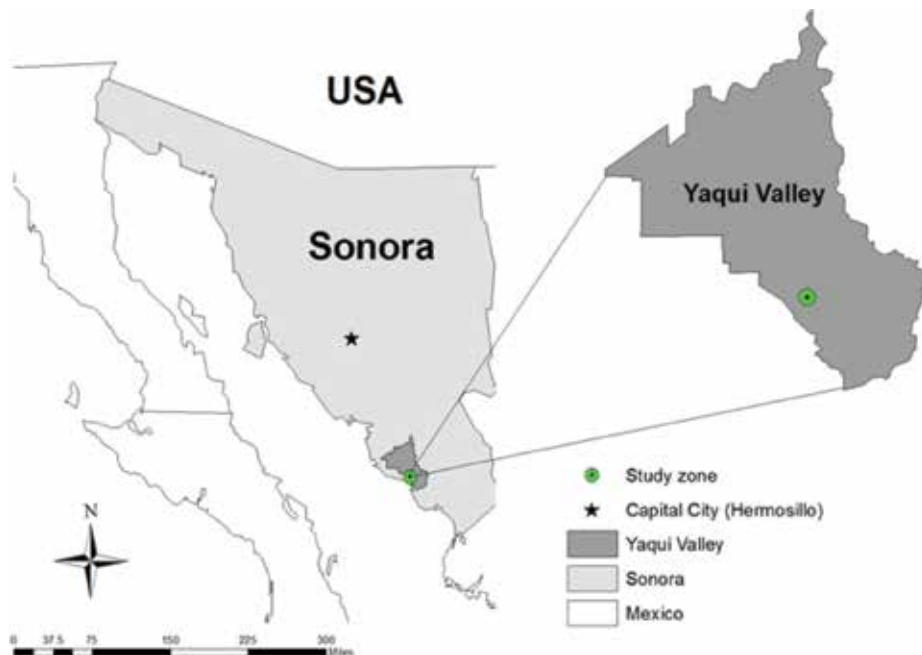 USA
Sonora
Yaqui Valley
Study zone
Capital City (Hermosillo)
Yaqui Valley
Sonora
Mexico
N
0 37.5 75 150 225 300
Miles